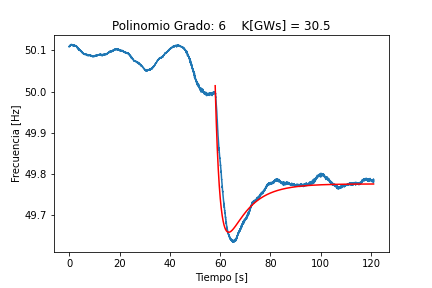 Polinomio Grado: 6    K[GWs] = 30.5
50.1
50.0
49.9
49.8
49.7
Frecuencia [Hz]
0 20 40 60 80 100 120
Tiempo [s]